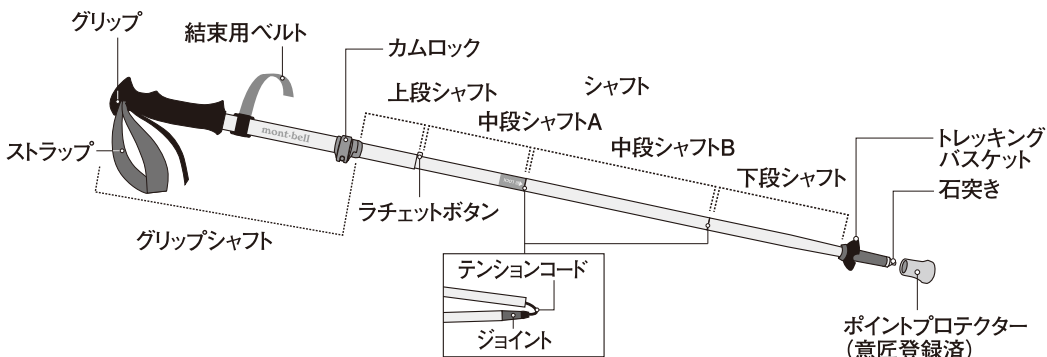 グリップ
結束用ベルト
カムロック
上段シャフト
シャフト
中段シャフトA
中段シャフトB
下段シャフト
トレッキング
バスケット
石突き
ストラップ
mont-bell
ラチェットボタン
グリップシャフト
テンションコード
ジョイント
ポイントプロテクター
(意匠登録済)